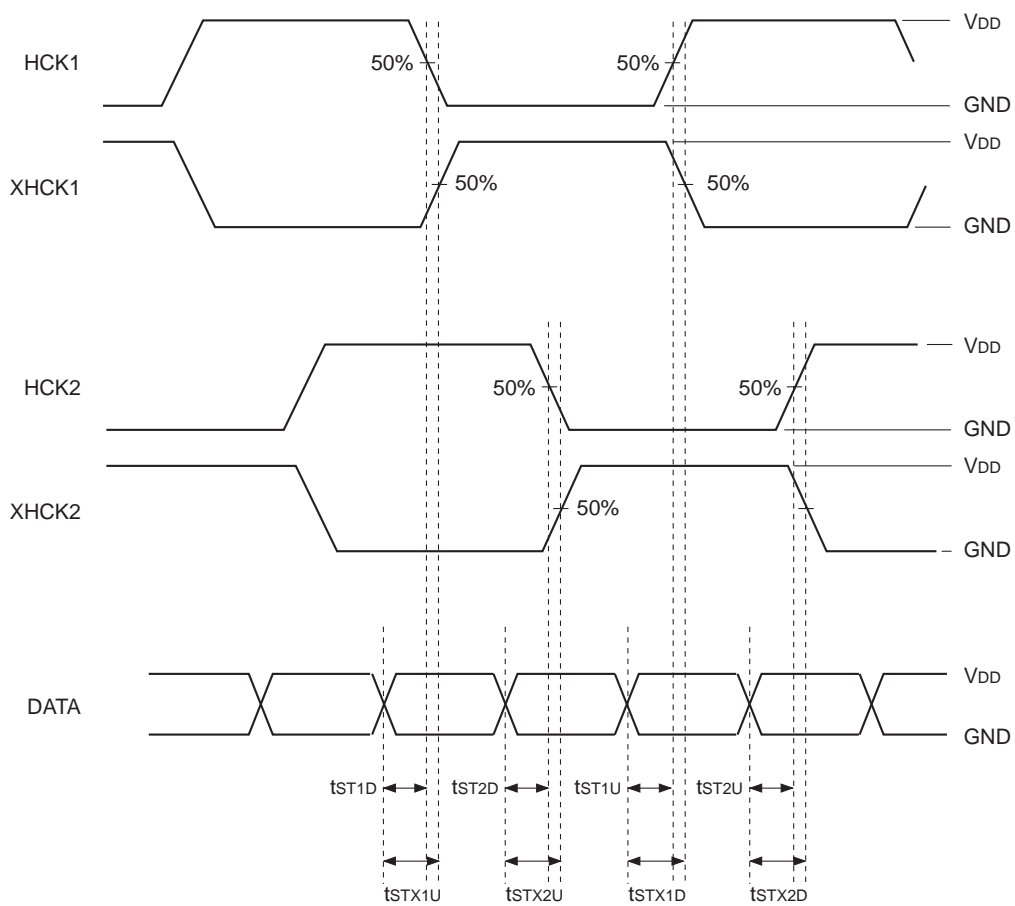 VDD
HCK1 50% 50%
GND
VDD
XHCK1 50% 50%
GND
VDD
HCK2 50% 50%
GND
VDD
XHCK2 50%
GND
VDD
DATA
GND
tST1D tST2D tST1U tST2U
tSTX1U tSTX2U tSTX1D tSTX2D